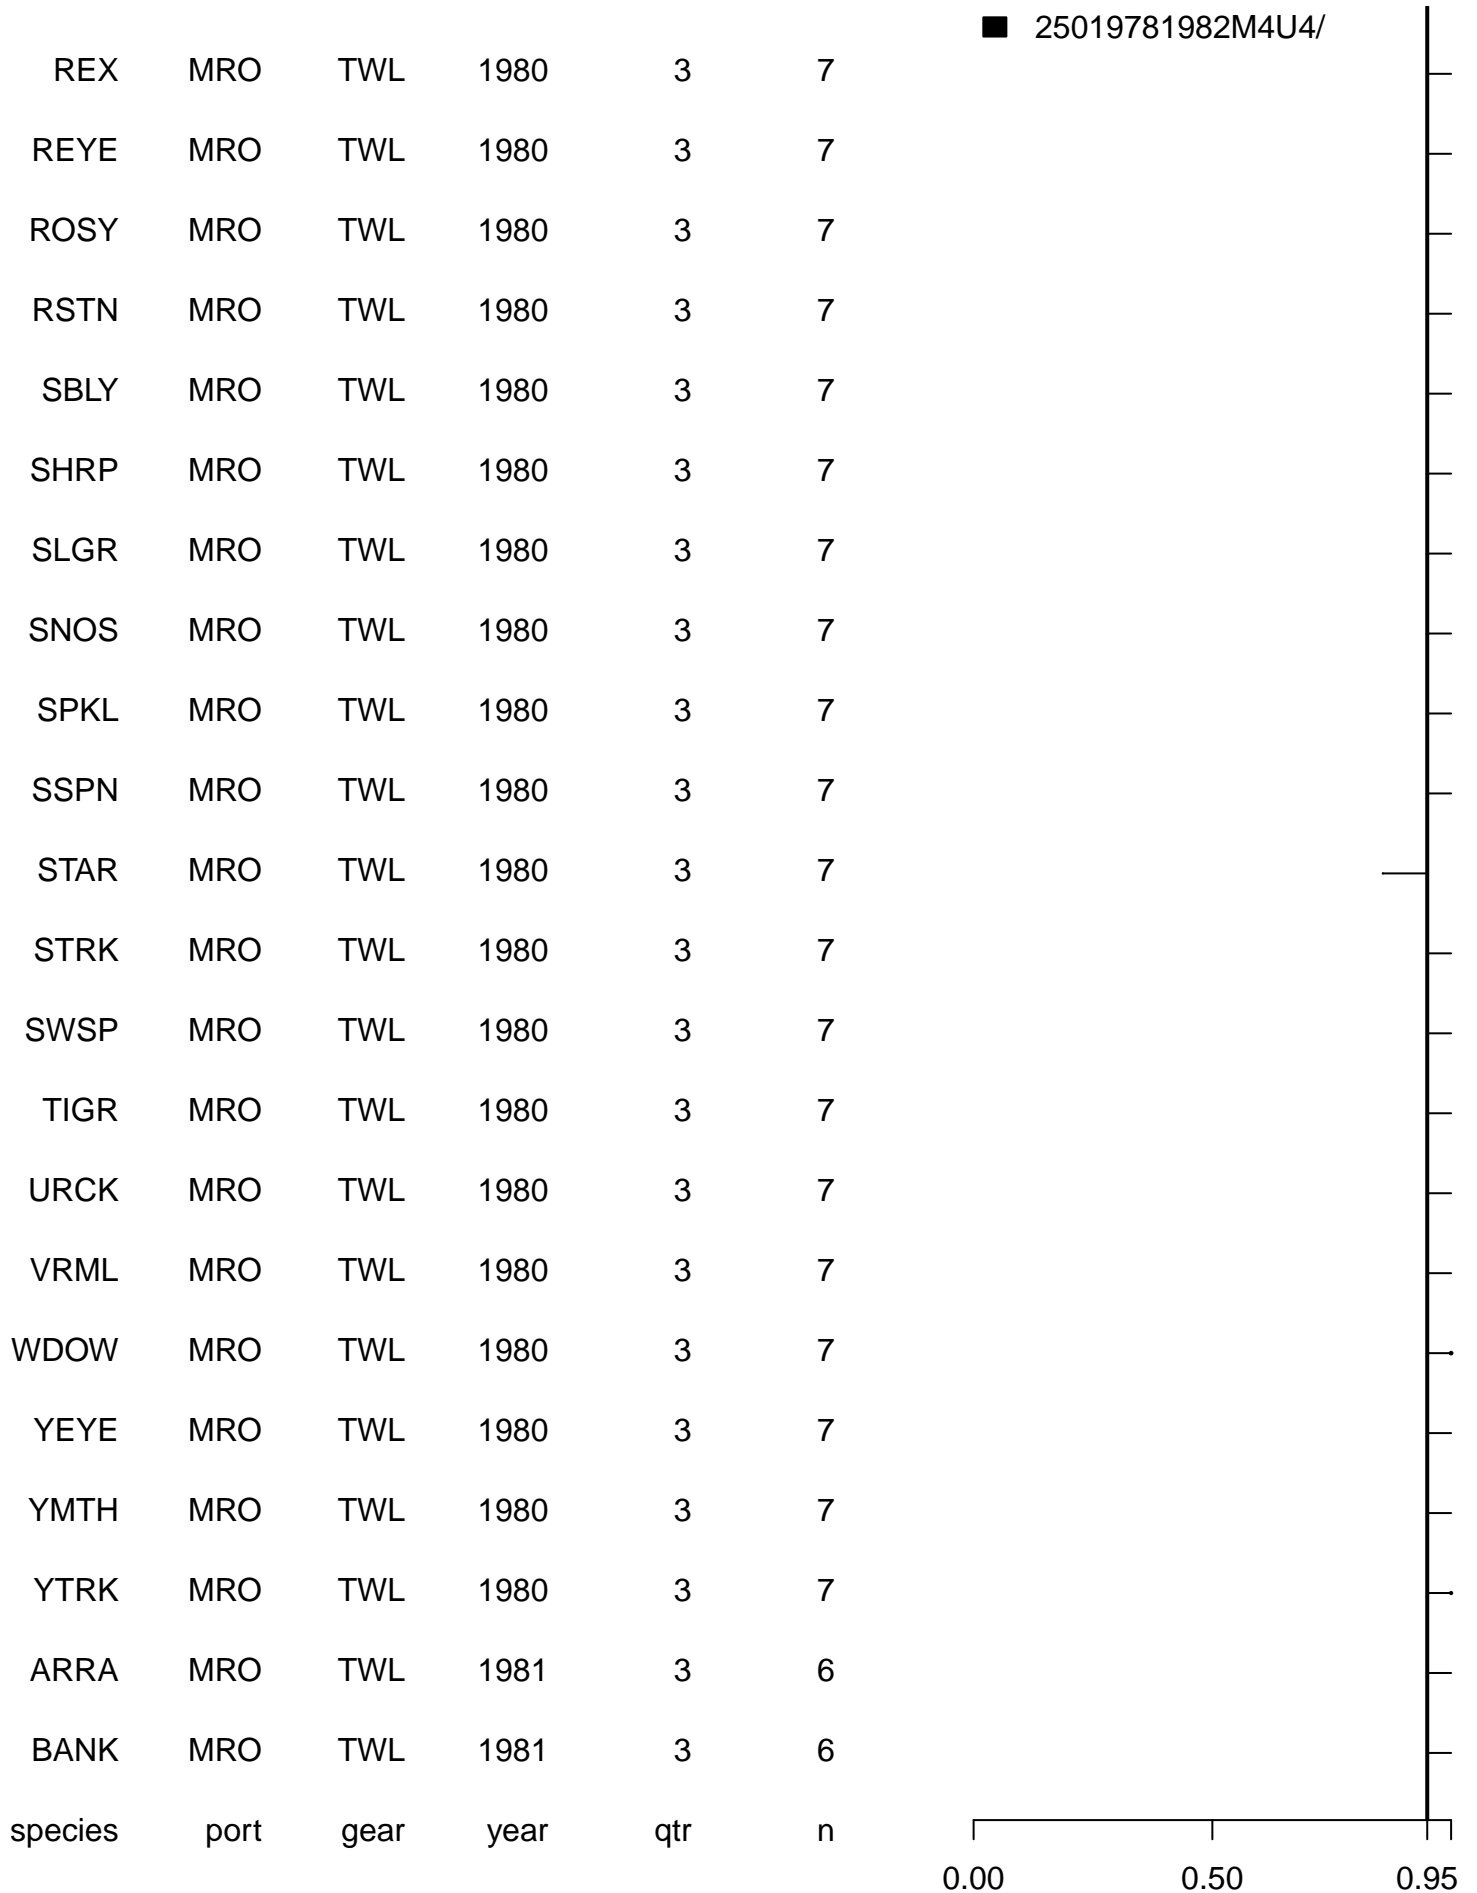 25019781982M4U4/
REX MRO TWL 1980 3 7
REYE MRO TWL 1980 3 7
ROSY MRO TWL 1980 3 7
RSTN MRO TWL 1980 3 7
SBLY MRO TWL 1980 3 7
SHRP MRO TWL 1980 3 7
SLGR MRO TWL 1980 3 7
SNOS MRO TWL 1980 3 7
SPKL MRO TWL 1980 3 7
SSPN MRO TWL 1980 3 7
STAR MRO TWL 1980 3 7
STRK MRO TWL 1980 3 7
SWSP MRO TWL 1980 3 7
TIGR MRO TWL 1980 3 7
URCK MRO TWL 1980 3 7
VRML MRO TWL 1980 3 7
WDOW MRO TWL 1980 3 7
YEYE MRO TWL 1980 3 7
YMTH MRO TWL 1980 3 7
YTRK MRO TWL 1980 3 7
ARRA MRO TWL 1981 3 6
BANK MRO TWL 1981 3 6
species port gear year qtr n
0.00 0.50 0.95